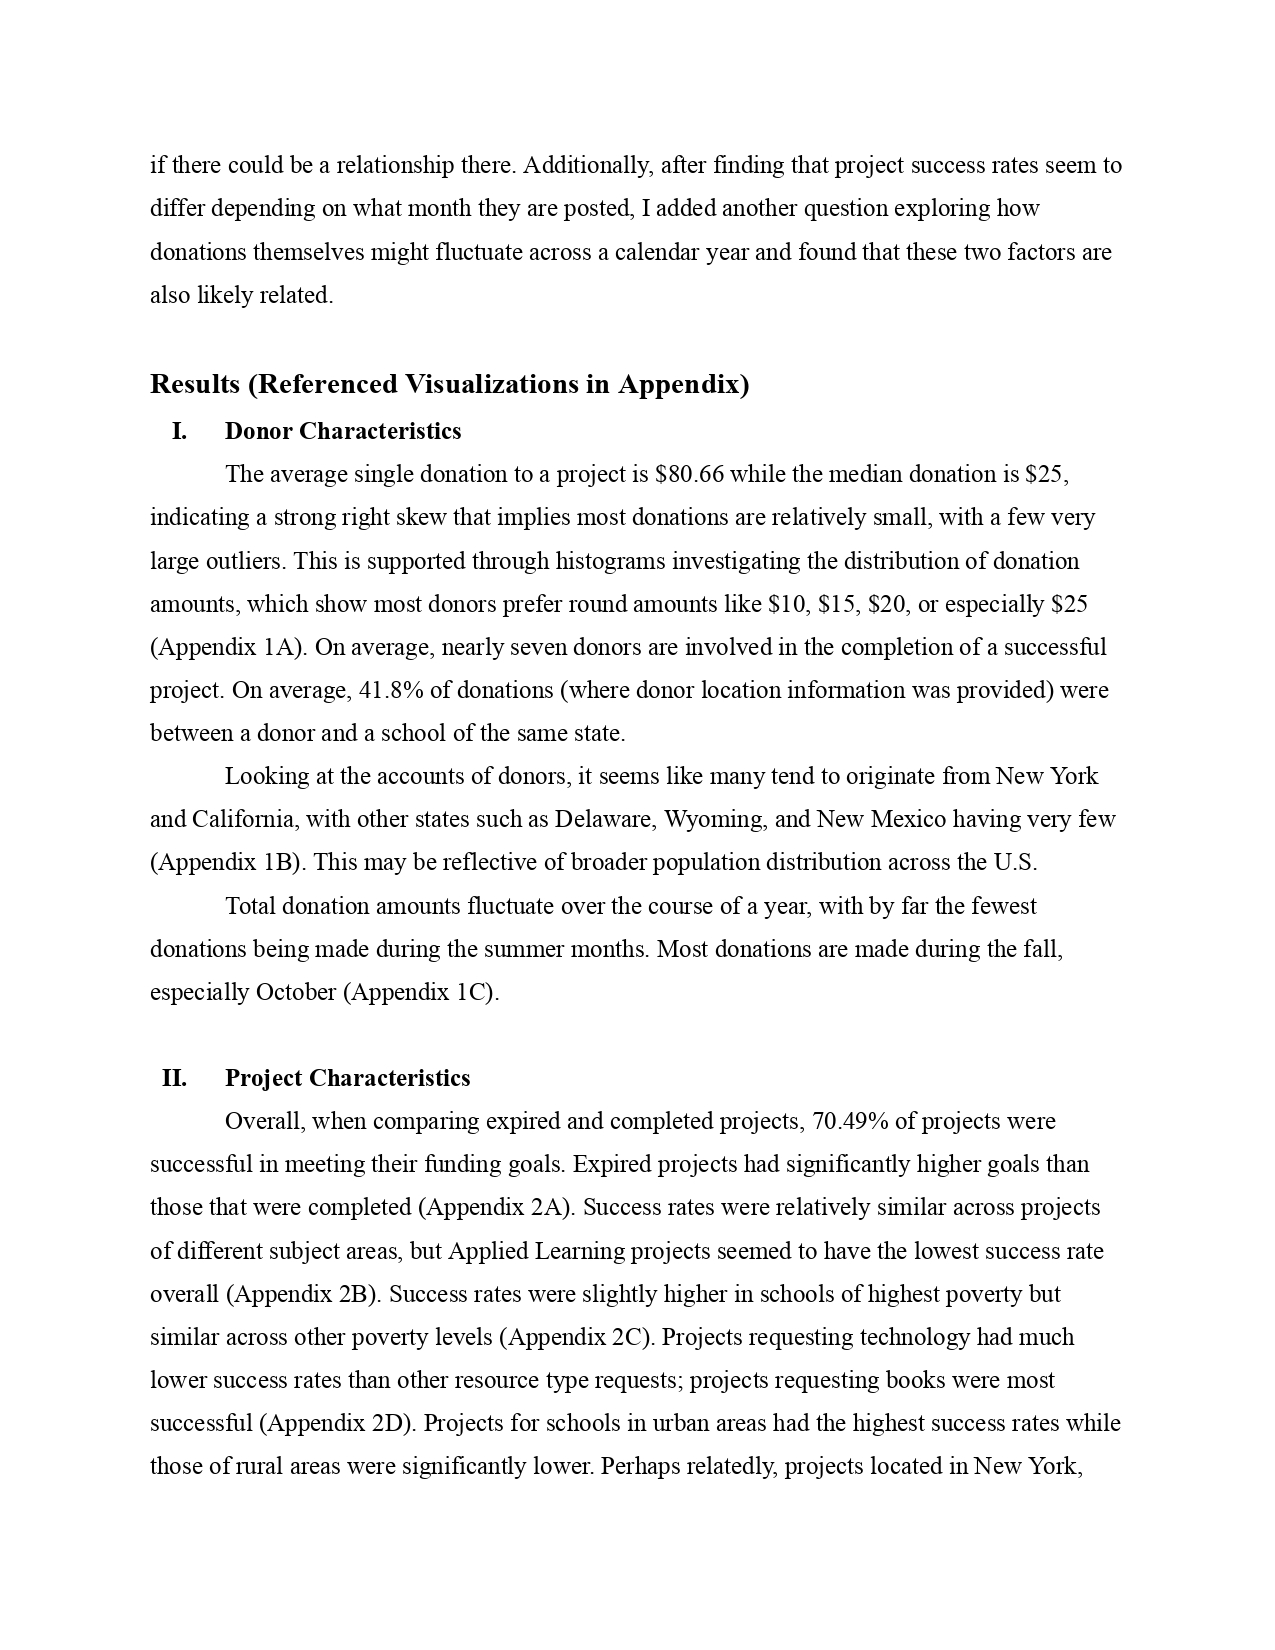 if there could be a relationship there. Additionally, after finding that project success rates seem to
differ depending on what month they are posted, I added another question exploring how
donations themselves might fluctuate across a calendar year and found that these two factors are
also likely related.
Results (Referenced Visualizations in Appendix)
I. Donor Characteristics
The average single donation to a project is $80.66 while the median donation is $25,
indicating a strong right skew that implies most donations are relatively small, with a few very
large outliers. This is supported through histograms investigating the distribution of donation
amounts, which show most donors prefer round amounts like $10, $15, $20, or especially $25
(Appendix 1A). On average, nearly seven donors are involved in the completion of a successful
project. On average, 41.8% of donations (where donor location information was provided) were
between a donor and a school of the same state.
Looking at the accounts of donors, it seems like many tend to originate from New York
and California, with other states such as Delaware, Wyoming, and New Mexico having very few
(Appendix 1B). This may be reflective of broader population distribution across the U.S.
Total donation amounts fluctuate over the course of a year, with by far the fewest
donations being made during the summer months. Most donations are made during the fall,
especially October (Appendix 1C).
II. Project Characteristics
Overall, when comparing expired and completed projects, 70.49% of projects were
successful in meeting their funding goals. Expired projects had significantly higher goals than
those that were completed (Appendix 2A). Success rates were relatively similar across projects
of different subject areas, but Applied Learning projects seemed to have the lowest success rate
overall (Appendix 2B). Success rates were slightly higher in schools of highest poverty but
similar across other poverty levels (Appendix 2C). Projects requesting technology had much
lower success rates than other resource type requests; projects requesting books were most
successful (Appendix 2D). Projects for schools in urban areas had the highest success rates while
those of rural areas were significantly lower. Perhaps relatedly, projects located in New York,